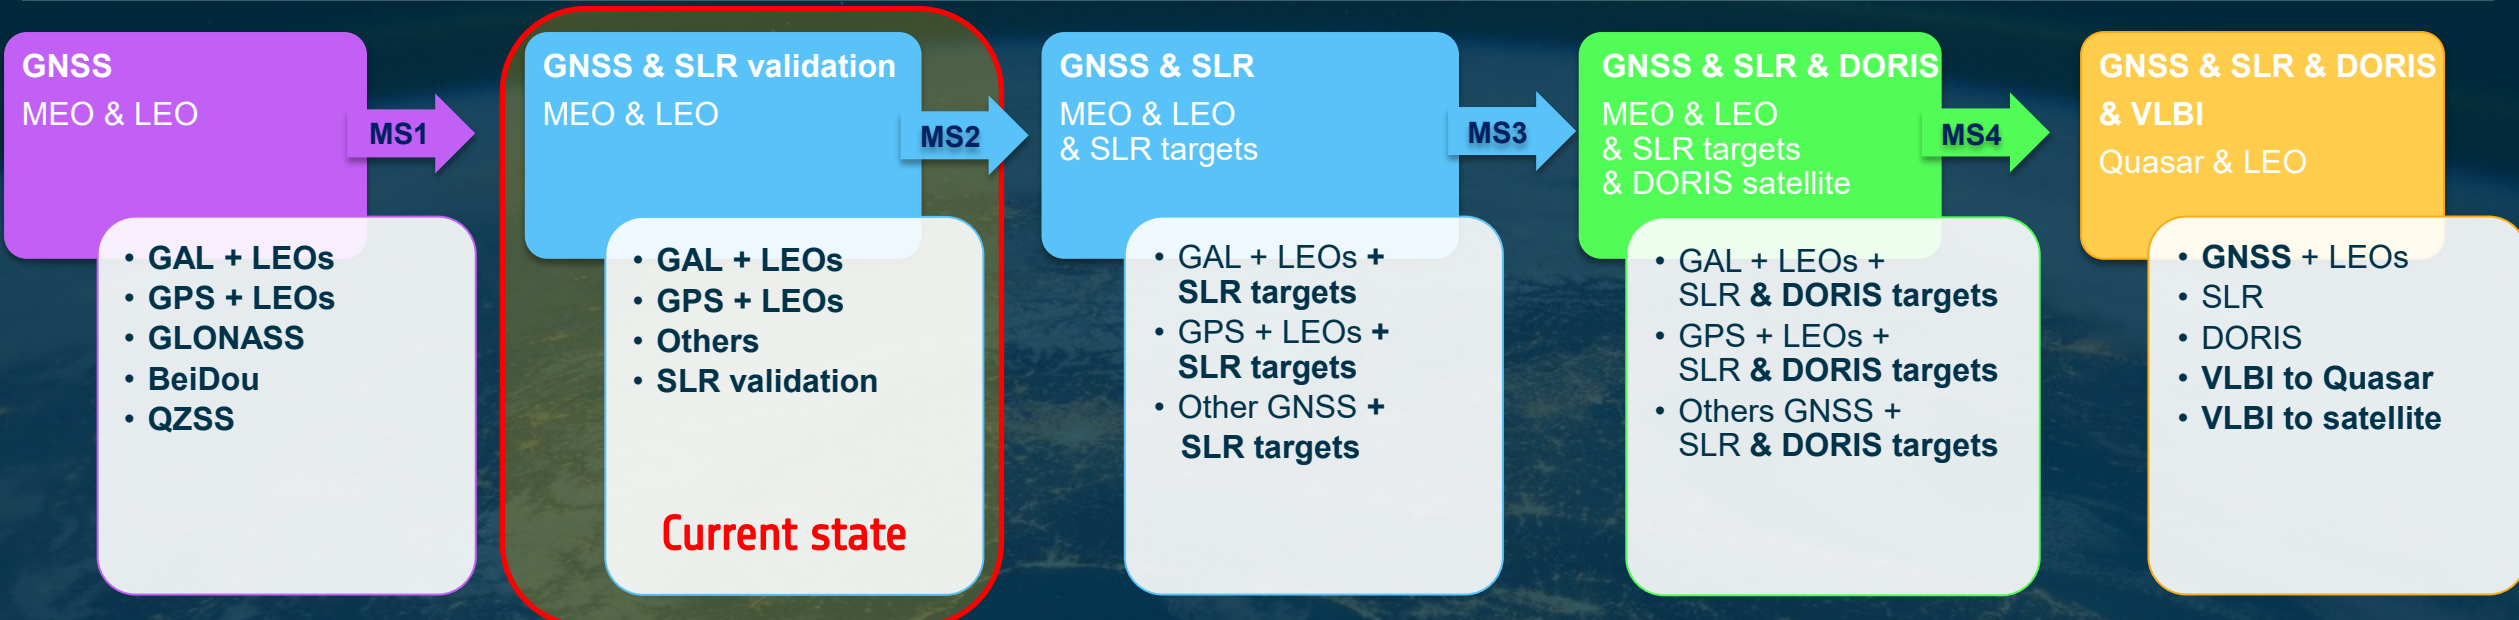 GNSS
MEO & LEO
MS1
• GAL + LEOs
• GPS + LEOs
• GLONASS
• BeiDou
• QZSS
GNSS & SLR validation
MEO & LEO
MS2
• GAL + LEOs
• GPS + LEOs
• Others
• SLR validation
Current state
GNSS & SLR
MEO & LEO
& SLR targets
MS3
• GAL + LEOs +
SLR targets
• GPS + LEOs +
SLR targets
• Other GNSS +
SLR targets
GNSS & SLR & DORIS
MEO & LEO
& SLR targets
& DORIS satellite
MS4
• GAL + LEOs +
SLR & DORIS targets
• GPS + LEOs +
SLR & DORIS targets
• Others GNSS +
SLR & DORIS targets
GNSS & SLR & DORIS
& VLBI
Quasar & LEO
• GNSS + LEOs
• SLR
• DORIS
• VLBI to Quasar
• VLBI to satellite